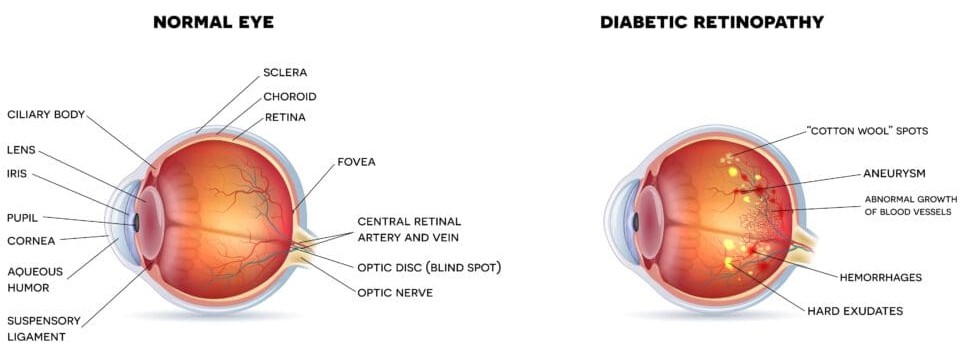 NORMAL EYE
SCLERA
CHOROID
RETINA
CILIARY BODY
LENS
IRIS
PUPIL
CORNEA
AQUEOUS
HUMOR
SUSPENSORY
LIGAMENT
FOVEA
CENTRAL RETINAL
ARTERY AND VEIN
OPTIC DISC (BLIND SPOT)
OPTIC NERVE
DIABETIC RETINOPATHY
"COTTON WOOL" SPOTS
ANEURYSM
ABNORMAL GROWTH
OF BLOOD VESSELS
HEMORRHAGES
HARD EXUDATES